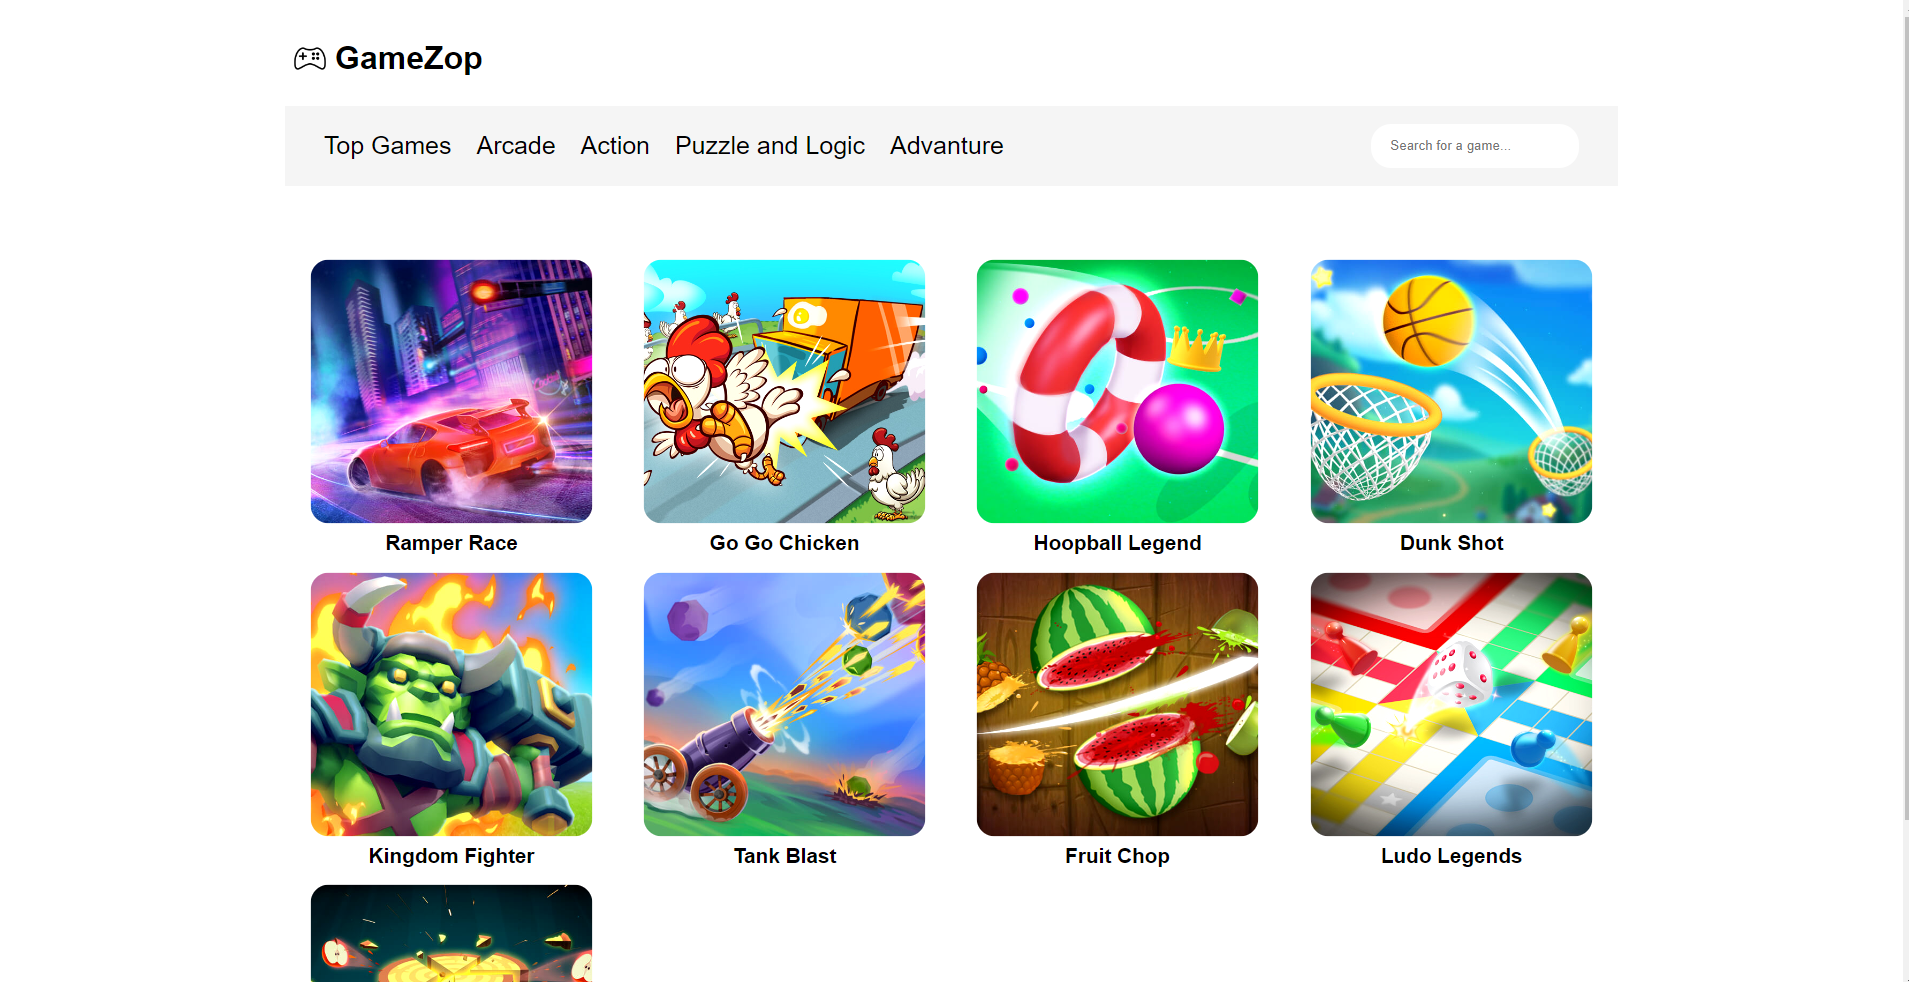 GameZop
Top Games Arcade Action Puzzle and Logic Advanture Search for a game...
Ramper Race Go Go Chicken Hoopball Legend Dunk Shot
Kingdom Fighter Tank Blast Fruit Chop Ludo Legends